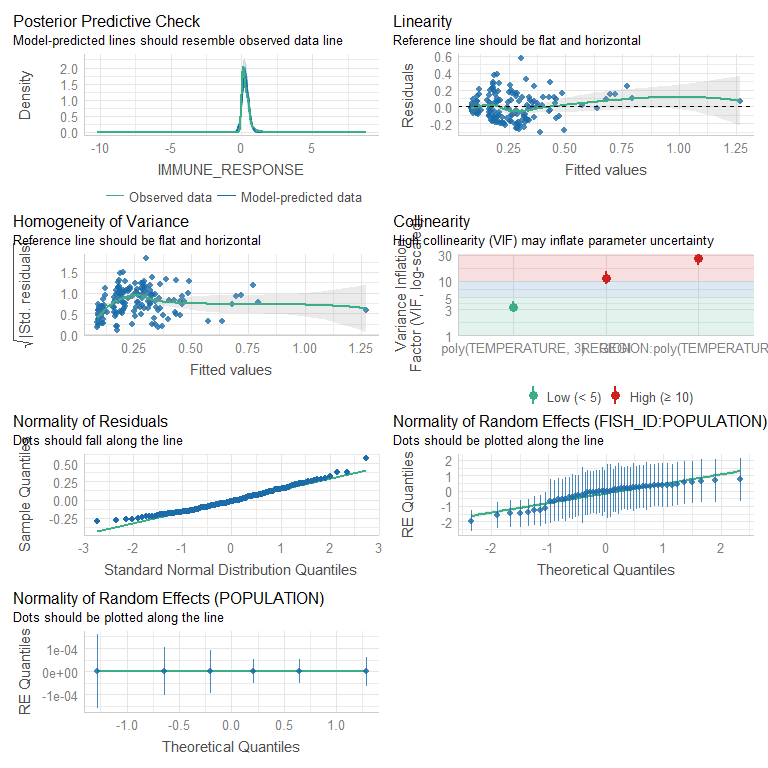 Posterior Predictive Check
Model-predicted lines should resemble observed data line
Density
2.0
1.5
1.0
0.5
0.0
-10
-5
0
5
IMMUNE_RESPONSE
Observed data
Model-predicted data
Linearity
Reference line should be flat and horizontal
Residuals
0.6
0.4
0.2
0.0
-0.2
0.25
0.50
0.75
1.00
1.25
Fitted values
Homogeneity of Variance
Reference line should be flat and horizontal
√|Std. residuals|
1.5
1.0
0.5
0.0
0.25
0.50
0.75
1.00
1.25
Fitted values
Collinearity
High collinearity (VIF) may inflate parameter uncertainty
Variance Inflation
Factor (VIF, log-scaled)
30
10
5
3
1
poly(TEMPERATURE, 3)
REGION
REGION:poly(TEMPERATUR
Low (< 5)
High (≥ 10)
Normality of Residuals
Dots should fall along the line
Sample Quantiles
0.50
0.25
0.00
-0.25
-3
-2
-1
0
1
2
3
Standard Normal Distribution Quantiles
Normality of Random Effects (FISH_ID:POPULATION)
Dots should be plotted along the line
RE Quantiles
2
1
0
-1
-2
-2
-1
0
1
2
Theoretical Quantiles
Normality of Random Effects (POPULATION)
Dots should be plotted along the line
RE Quantiles
1e-04
0e+00
-1e-04
-1.0
-0.5
0.0
0.5
1.0
Theoretical Quantiles